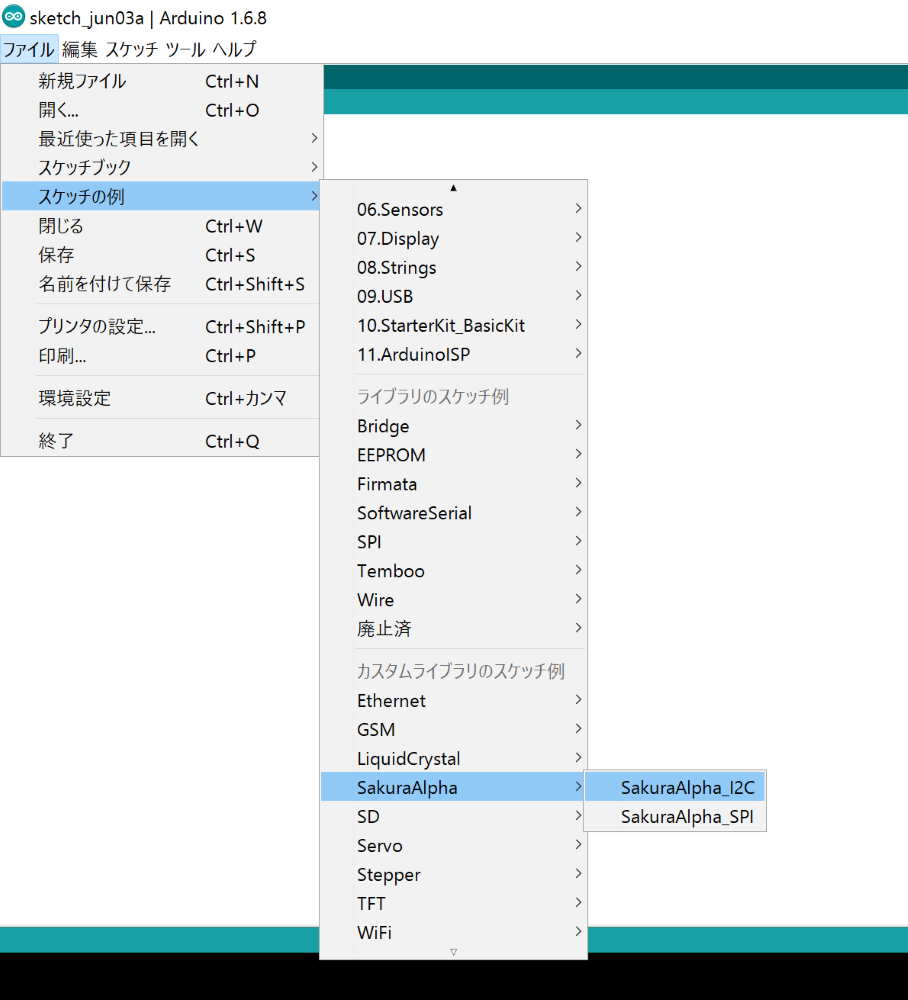 sketch_jun03a | Arduino 1.6.8
ファイル 編集 スケッチ ツール ヘルプ
新規ファイル Ctrl+N
開く... Ctrl+O
最近使った項目を開く
スケッチブック
スケッチの例
閉じる Ctrl+W
保存 Ctrl+S
名前を付けて保存 Ctrl+Shift+S
プリンタの設定... Ctrl+Shift+P
印刷... Ctrl+P
環境設定 Ctrl+カンマ
終了 Ctrl+Q
06.Sensors
07.Display
08.Strings
09.USB
10.StarterKit_BasicKit
11.ArduinoISP
ライブラリのスケッチ例
Bridge
EEPROM
Firmata
SoftwareSerial
SPI
Temboo
Wire
廃止済
カスタムライブラリのスケッチ例
Ethernet
GSM
LiquidCrystal
SakuraAlpha
SD
Servo
Stepper
TFT
WiFi
SakuraAlpha_I2C
SakuraAlpha_SPI